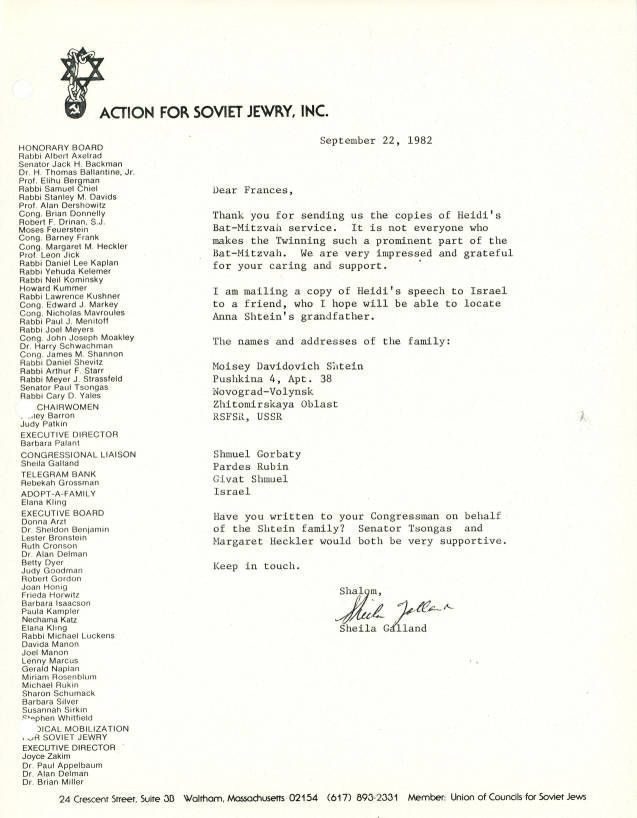 ACTION FOR SOVIET JEWRY, INC.
September 22, 1982
HONORARY BOARD
Rabbi Albert Axelrad
Senator Jack H. Backman
Dr. H. Thomas Ballantine, Jr.
Prof. Elihu Bergman
Rabbi Samuel Chiel
Rabbi Stanley M. Davids
Prof. Alan Dershowitz
Cong. Brian Donnelly
Robert F. Drinan, S.J.
Moses Feuerstein
Cong. Barney Frank
Cong. Margaret M. Heckler
Prof. Leon Jick
Rabbi Daniel Lee Kaplan
Rabbi Yehuda Kelemer
Rabbi Neil Kominsky
Howard Kummer
Rabbi Lawrence Kushner
Cong. Edward J. Markey
Cong. Nicholas Mavroules
Rabbi Paul J. Menitoff
Rabbi Joel Meyers
Cong. John Joseph Moakley
Dr. Harry Schwachman
Cong. James M. Shannon
Rabbi Daniel Shevitz
Rabbi Arthur F. Starr
Rabbi Meyer J. Strassfeld
Senator Paul Tsongas
Rabbi Cary D. Yales
CHAIRWOMEN
ley Barron
Judy Patkin
EXECUTIVE DIRECTOR
Barbara Palant
CONGRESSIONAL LIAISON
Sheila Galland
TELEGRAM BANK
Rebekah Grossman
ADOPT-A-FAMILY
Elana Kling
EXECUTIVE BOARD
Donna Arzt
Dr. Sheldon Benjamin
Lester Bronstein
Ruth Cronson
Dr. Alan Delman
Betty Dyer
Judy Goodman
Robert Gordon
Joan Honig
Frieda Horwitz
Barbara Isaacson
Paula Kampler
Nechama Katz
Elana Kling
Rabbi Michael Luckens
Davida Manon
Joel Manon
Lenny Marcus
Gerald Naplan
Miriam Rosenblum
Michael Rukin
Sharon Schumack
Barbara Silver
Susannah Sirkin
Stephen Whitfield
DICAL MOBILIZATION
FOR SOVIET JEWRY
EXECUTIVE DIRECTOR
Joyce Zakim
Dr. Paul Appelbaum
Dr. Alan Delman
Dr. Brian Miller
Dear Frances,
Thank you for sending us the copies of Heidi's
Bat-Mitzvah service. It is not everyone who
makes the Twinning such a prominent part of the
Bat-Mitzvah. We are very impressed and grateful
for your caring and support.
I am mailing a copy of Heidi's speech to Israel
to a friend, who I hope will be able to locate
Anna Shtein's grandfather.
The names and addresses of the family:
Moisey Davidovich Shtein
Pushkina 4, Apt. 38
Novograd-Volynsk
Zhitomirskaya Oblast
RSFSR, USSR
Shmuel Gorbaty
Pardes Rubin
Givat Shmuel
Israel
Have you written to your Congressman on behalf
of the Shtein family? Senator Tsongas and
Margaret Heckler would both be very supportive.
Keep in touch.
Shalom,
Sheila Galland
Sheila Galland
24 Crescent Street, Suite 3B Waltham, Massachusetts 02154 (617) 893-2331 Member: Union of Councils for Soviet Jews